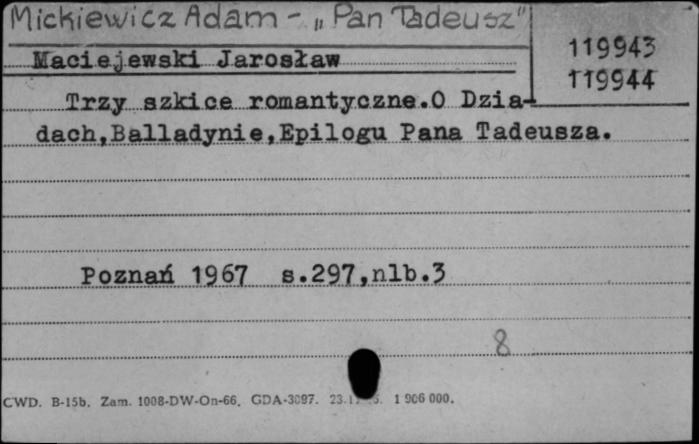 Mickiewicz Adam - „Pan Tadeusz"
119943
119944
Maciejewski Jarosław
Trzy szkice romantyczne.O Dzia-
dach,Balladynie,Epilogu Pana Tadeusza.
Poznań 1967 s.297,nlb.3
8
CWD. B-15b. Zam. 1008-DW-On-66. GDA-3097. 1 906 000.